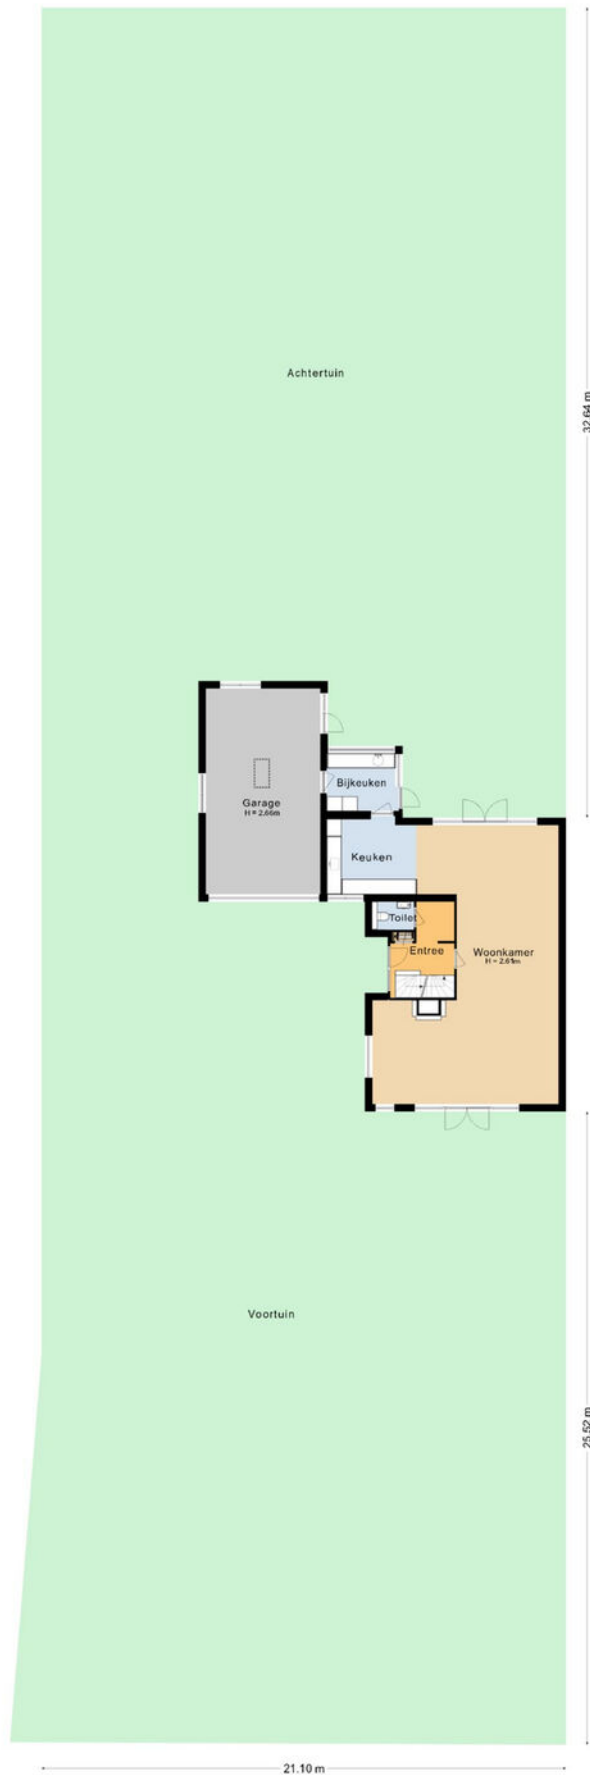 Achtertuin
32.64 m
Bijkeuken
Garage
H = 2.66m
Keuken
Toilet
Entree
Woonkamer
H = 2.61m
Voortuin
25.52 m
21.10 m